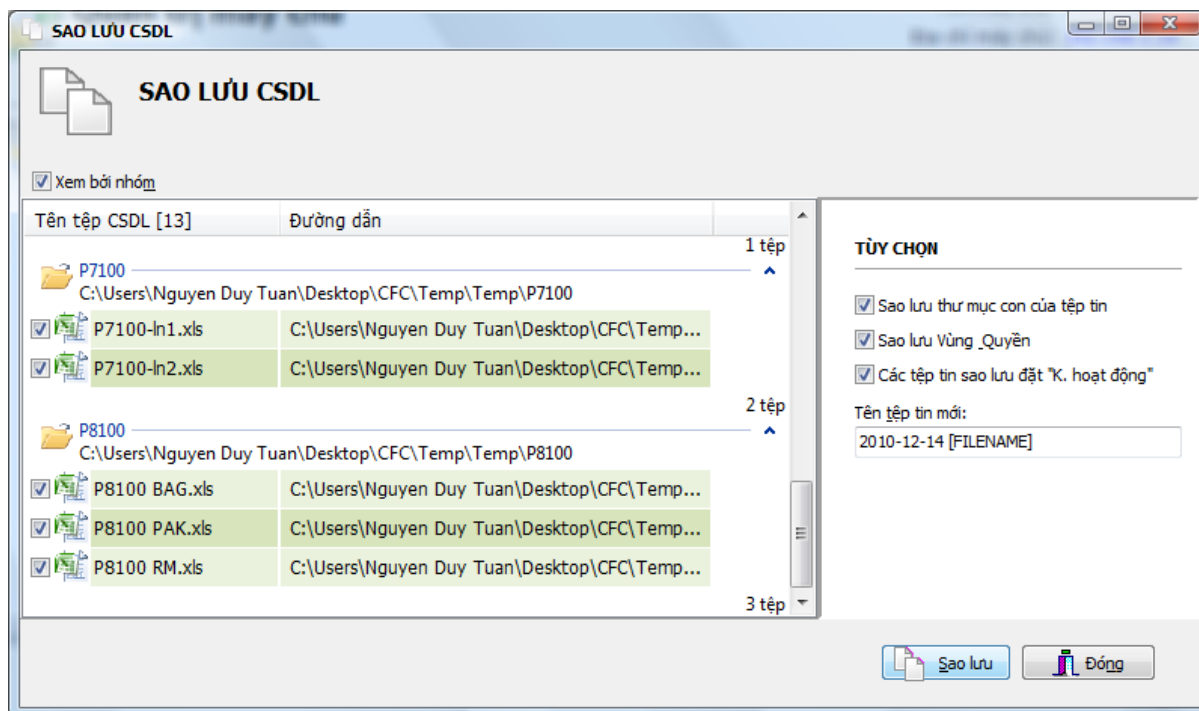 SAO LƯU CSDL
SAO LƯU CSDL
Xem bởi nhóm
Tên tệp CSDL [13] Đường dẫn
1 tệp
P7100
C:\Users\Nguyen Duy Tuan\Desktop\CFC\Temp\Temp\P7100
P7100-ln1.xls C:\Users\Nguyen Duy Tuan\Desktop\CFC\Temp...
P7100-ln2.xls C:\Users\Nguyen Duy Tuan\Desktop\CFC\Temp...
2 tệp
P8100
C:\Users\Nguyen Duy Tuan\Desktop\CFC\Temp\Temp\P8100
P8100 BAG.xls C:\Users\Nguyen Duy Tuan\Desktop\CFC\Temp...
P8100 PAK.xls C:\Users\Nguyen Duy Tuan\Desktop\CFC\Temp...
P8100 RM.xls C:\Users\Nguyen Duy Tuan\Desktop\CFC\Temp...
3 tệp
TÙY CHỌN
Sao lưu thư mục con của tệp tin
Sao lưu Vùng _Quyền
Các tệp tin sao lưu đặt "K. hoạt động"
Tên tệp tin mới:
2010-12-14 [FILENAME]
Sao lưu
Đóng